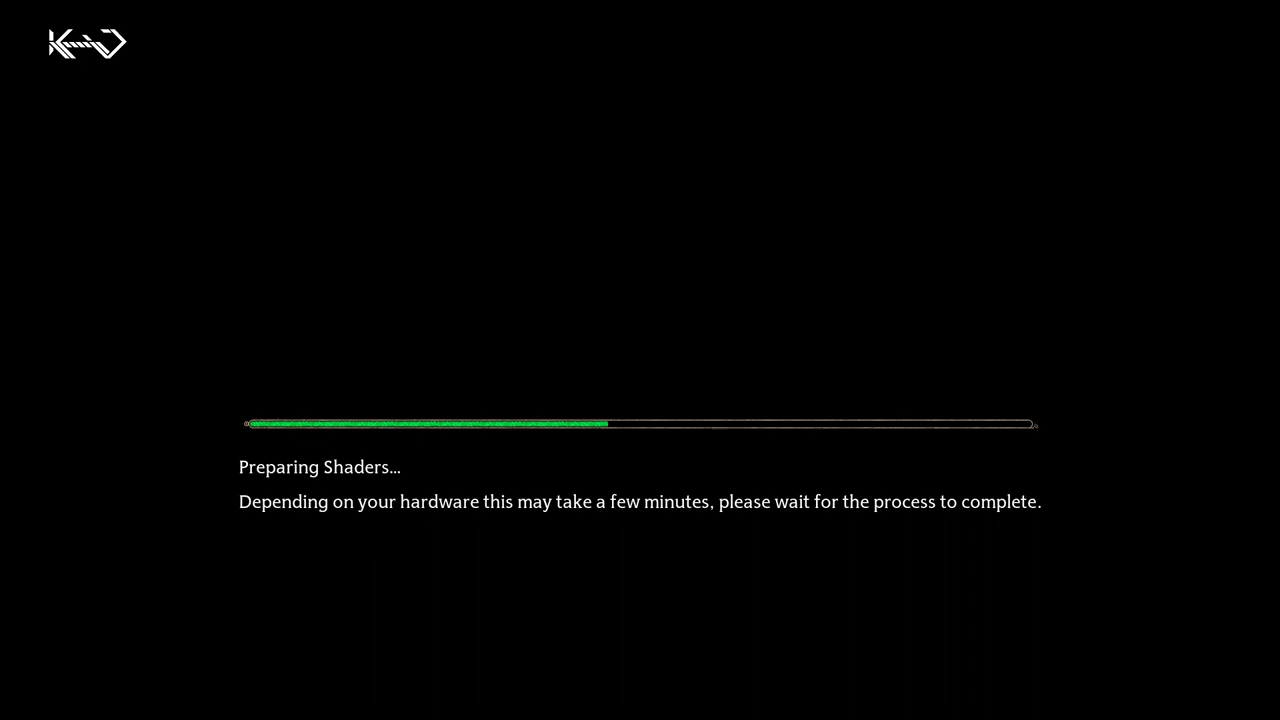 Preparing Shaders...
Depending on your hardware this may take a few minutes, please wait for the process to complete.